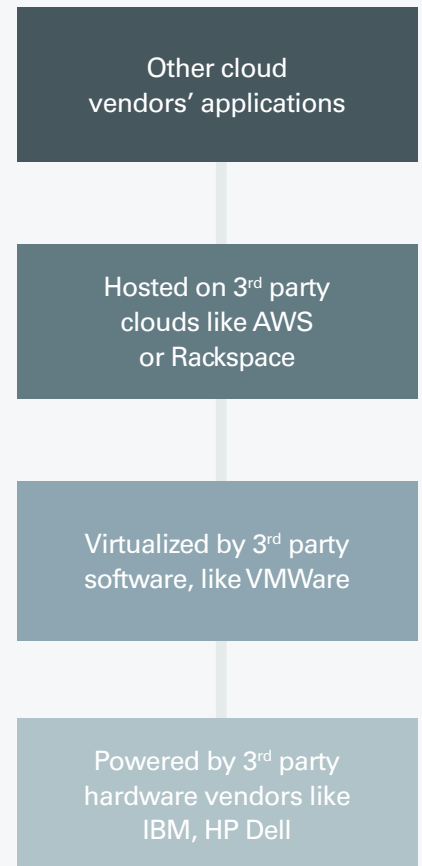 Other cloud
vendors’ applications
Hosted on 3rd party
clouds like AWS
or Rackspace
Virtualized by 3rd party
software, like VMWare
Powered by 3rd party
hardware vendors like
IBM, HP Dell